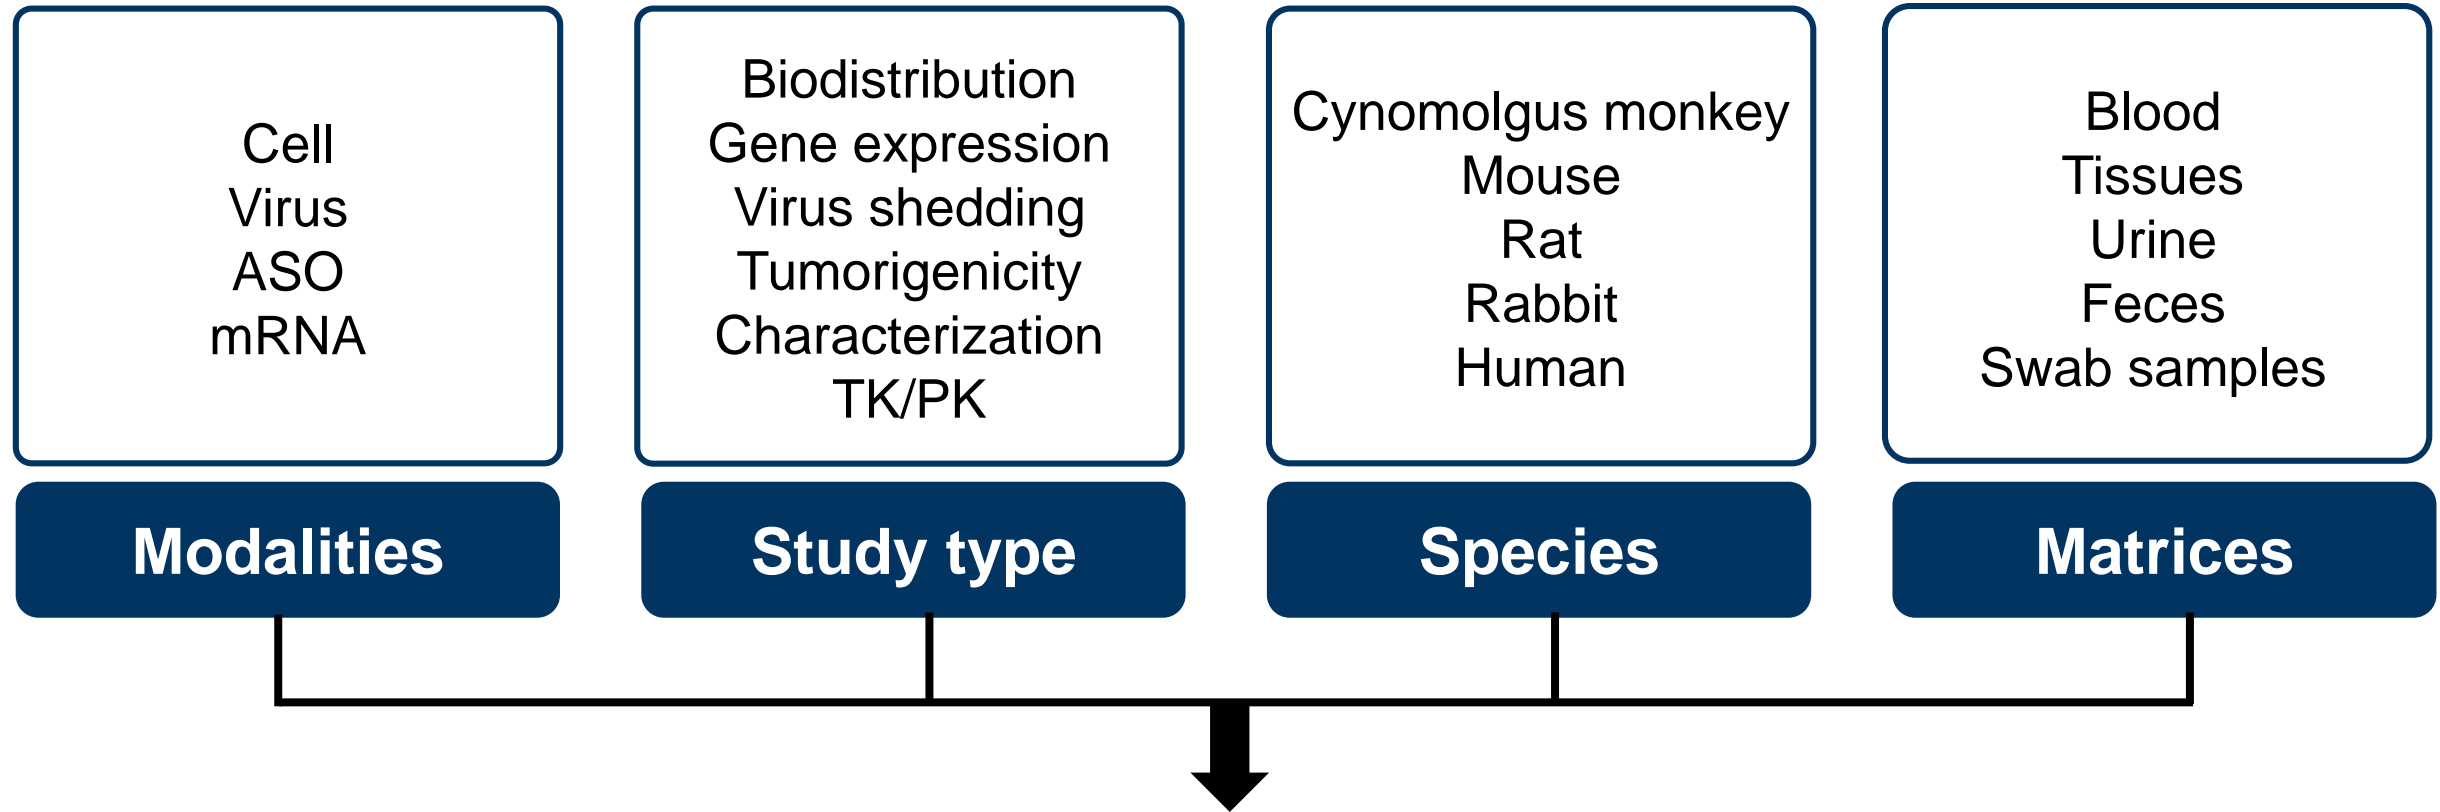 Cell
Virus
ASO
mRNA
Modalities
Biodistribution
Gene expression
Virus shedding
Tumorigenicity
Characterization
TK/PK
Study type
Cynomolgus monkey
Mouse
Rat
Rabbit
Human
Species
Blood
Tissues
Urine
Feces
Swab samples
Matrices